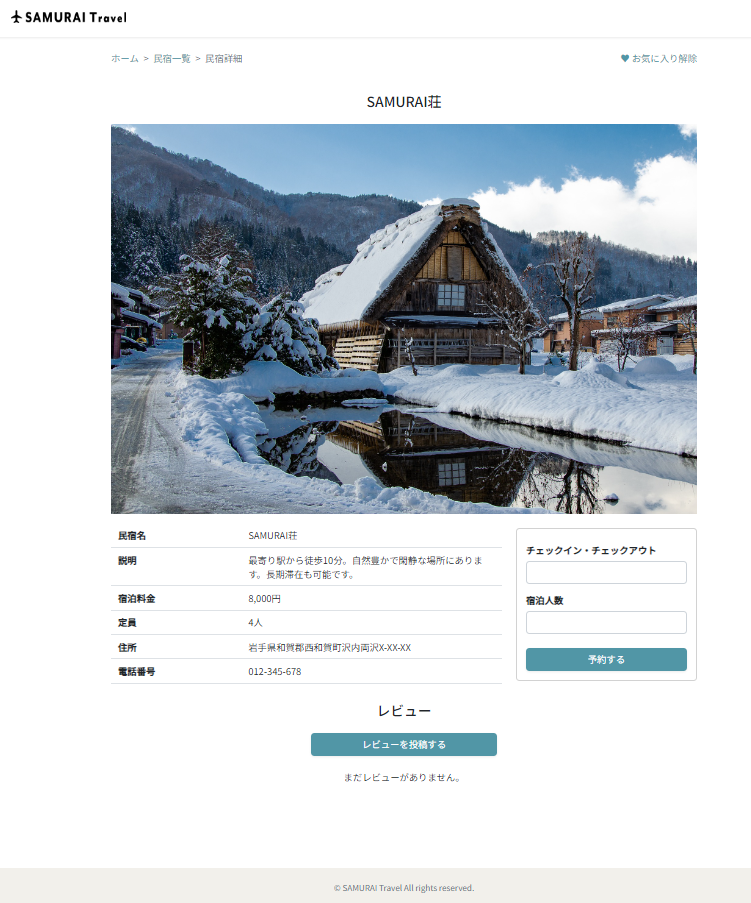 SAMURAI Travel
ホーム > 民宿一覧 > 民宿詳細
♥ お気に入り解除
SAMURAI荘
民宿名 SAMURAI荘
説明 最寄り駅から徒歩10分。自然豊かで閑静な場所にありま
す。長期滞在も可能です。
宿泊料金 8,000円
定員 4人
住所 岩手県和賀郡西和賀町沢内両沢X-XX-XX
電話番号 012-345-678
チェックイン・チェックアウト
宿泊人数
予約する
レビュー
レビューを投稿する
まだレビューがありません。
© SAMURAI Travel All rights reserved.